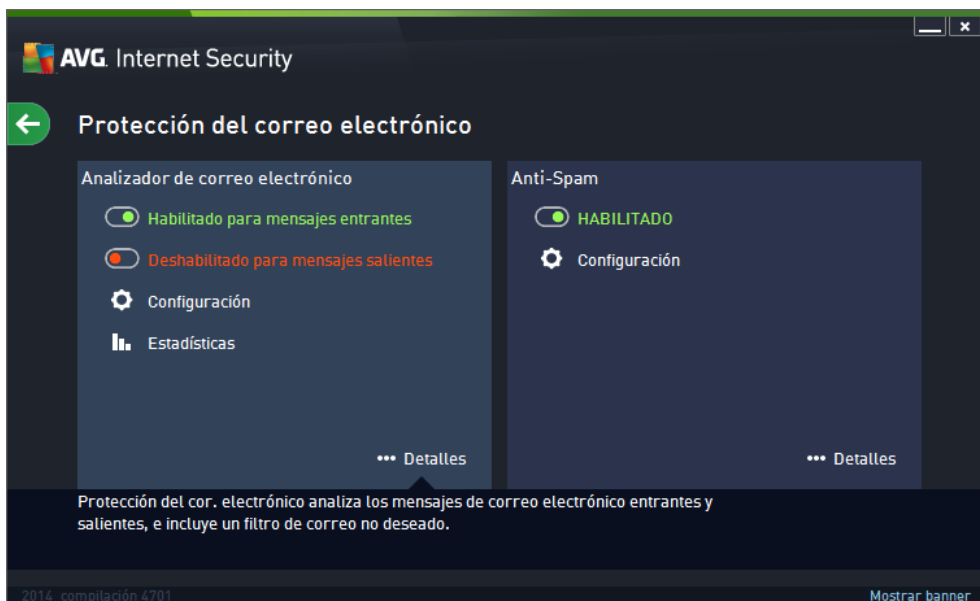 AVG. Internet Security
Protección del correo electrónico
Analizador de correo electrónico
Habilitado para mensajes entrantes
Deshabilitado para mensajes salientes
Configuración
Estadísticas
••• Detalles
Anti-Spam
HABILITADO
Configuración
••• Detalles
Protección del cor. electrónico analiza los mensajes de correo electrónico entrantes y
salientes, e incluye un filtro de correo no deseado.
2014 compilación 4701
Mostrar banner